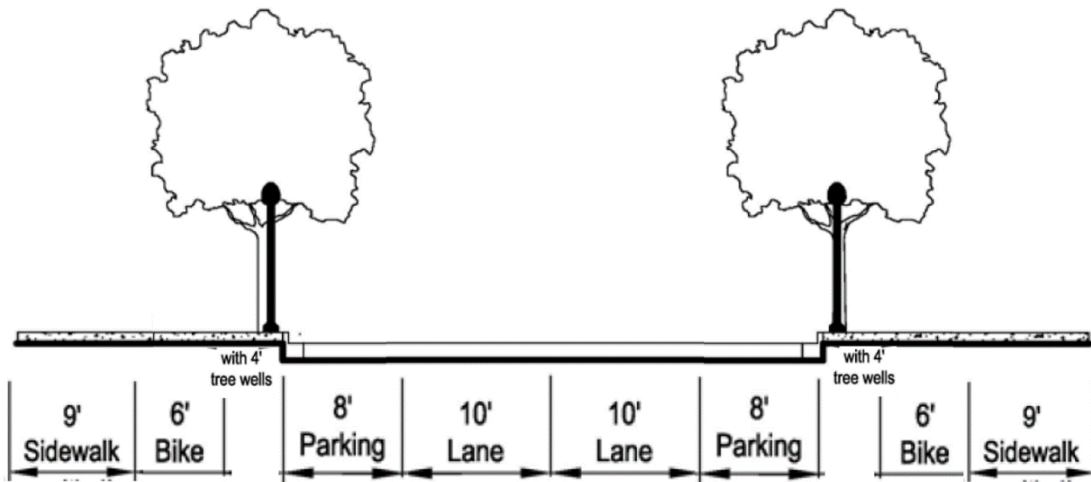 with 4'
tree wells
with 4'
tree wells
9'
Sidewalk
6'
Bike
8'
Parking
10'
Lane
10'
Lane
8'
Parking
6'
Bike
9'
Sidewalk